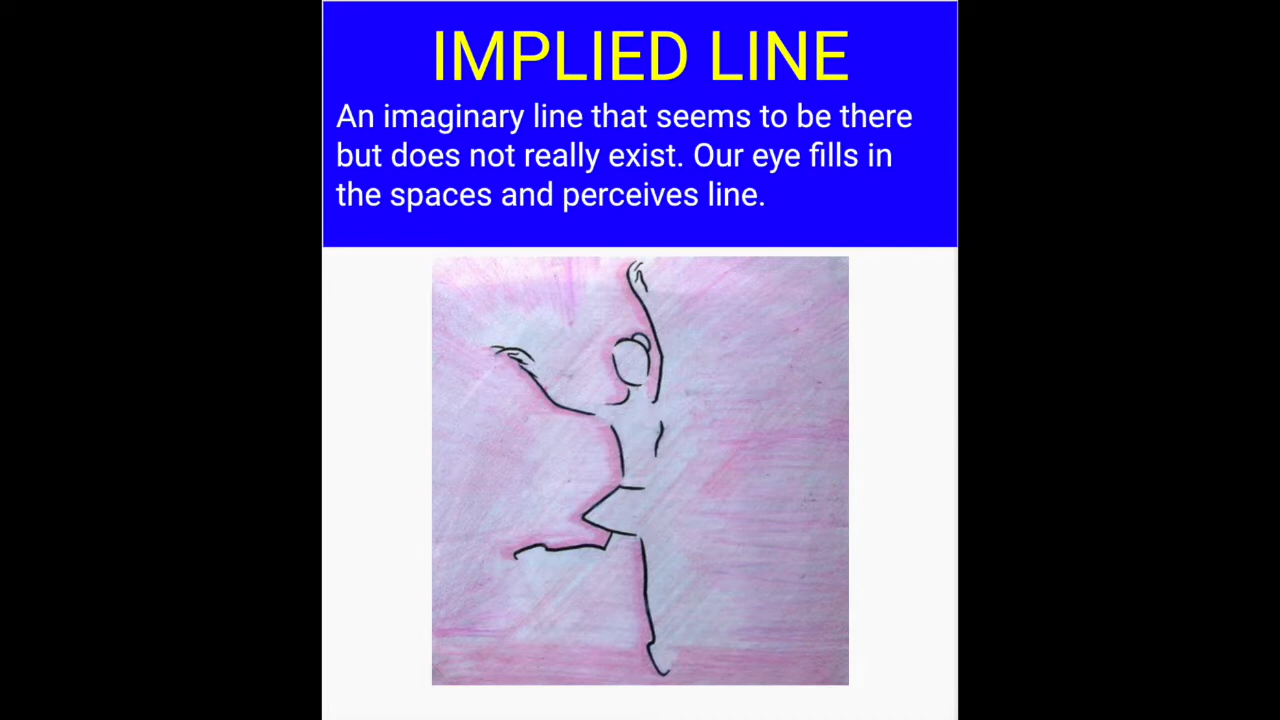 IMPLIED LINE
An imaginary line that seems to be there
but does not really exist. Our eye fills in
the spaces and perceives line.